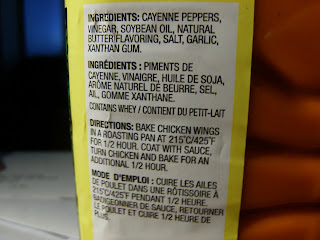 INGREDIENTS: CAYENNE PEPPERS,
VINEGAR, SOYBEAN OIL, NATURAL
BUTTER FLAVORING, SALT, GARLIC,
XANTHAN GUM.
INGRÉDIENTS : PIMENTS DE
CAYENNE, VINAIGRE, HUILE DE SOJA,
ARÔME NATUREL DE BEURRE, SEL,
AIL, GOMME XANTHANE.
CONTAINS WHEY / CONTIENT DU PETIT-LAIT
DIRECTIONS: BAKE CHICKEN WINGS
IN A ROASTING PAN AT 215°C/425°F
FOR 1/2 HOUR. COAT WITH SAUCE,
TURN CHICKEN AND BAKE FOR AN
ADDITIONAL 1/2 HOUR.
MODE D'EMPLOI : CUIRE LES AILES
DE POULET DANS UNE RÔTISSOIRE À
215°C/425°F PENDANT 1/2 HEURE.
BADIGEONNER DE SAUCE, RETOURNER
LE POULET ET CUIRE 1/2 HEURE DE
PLUS.